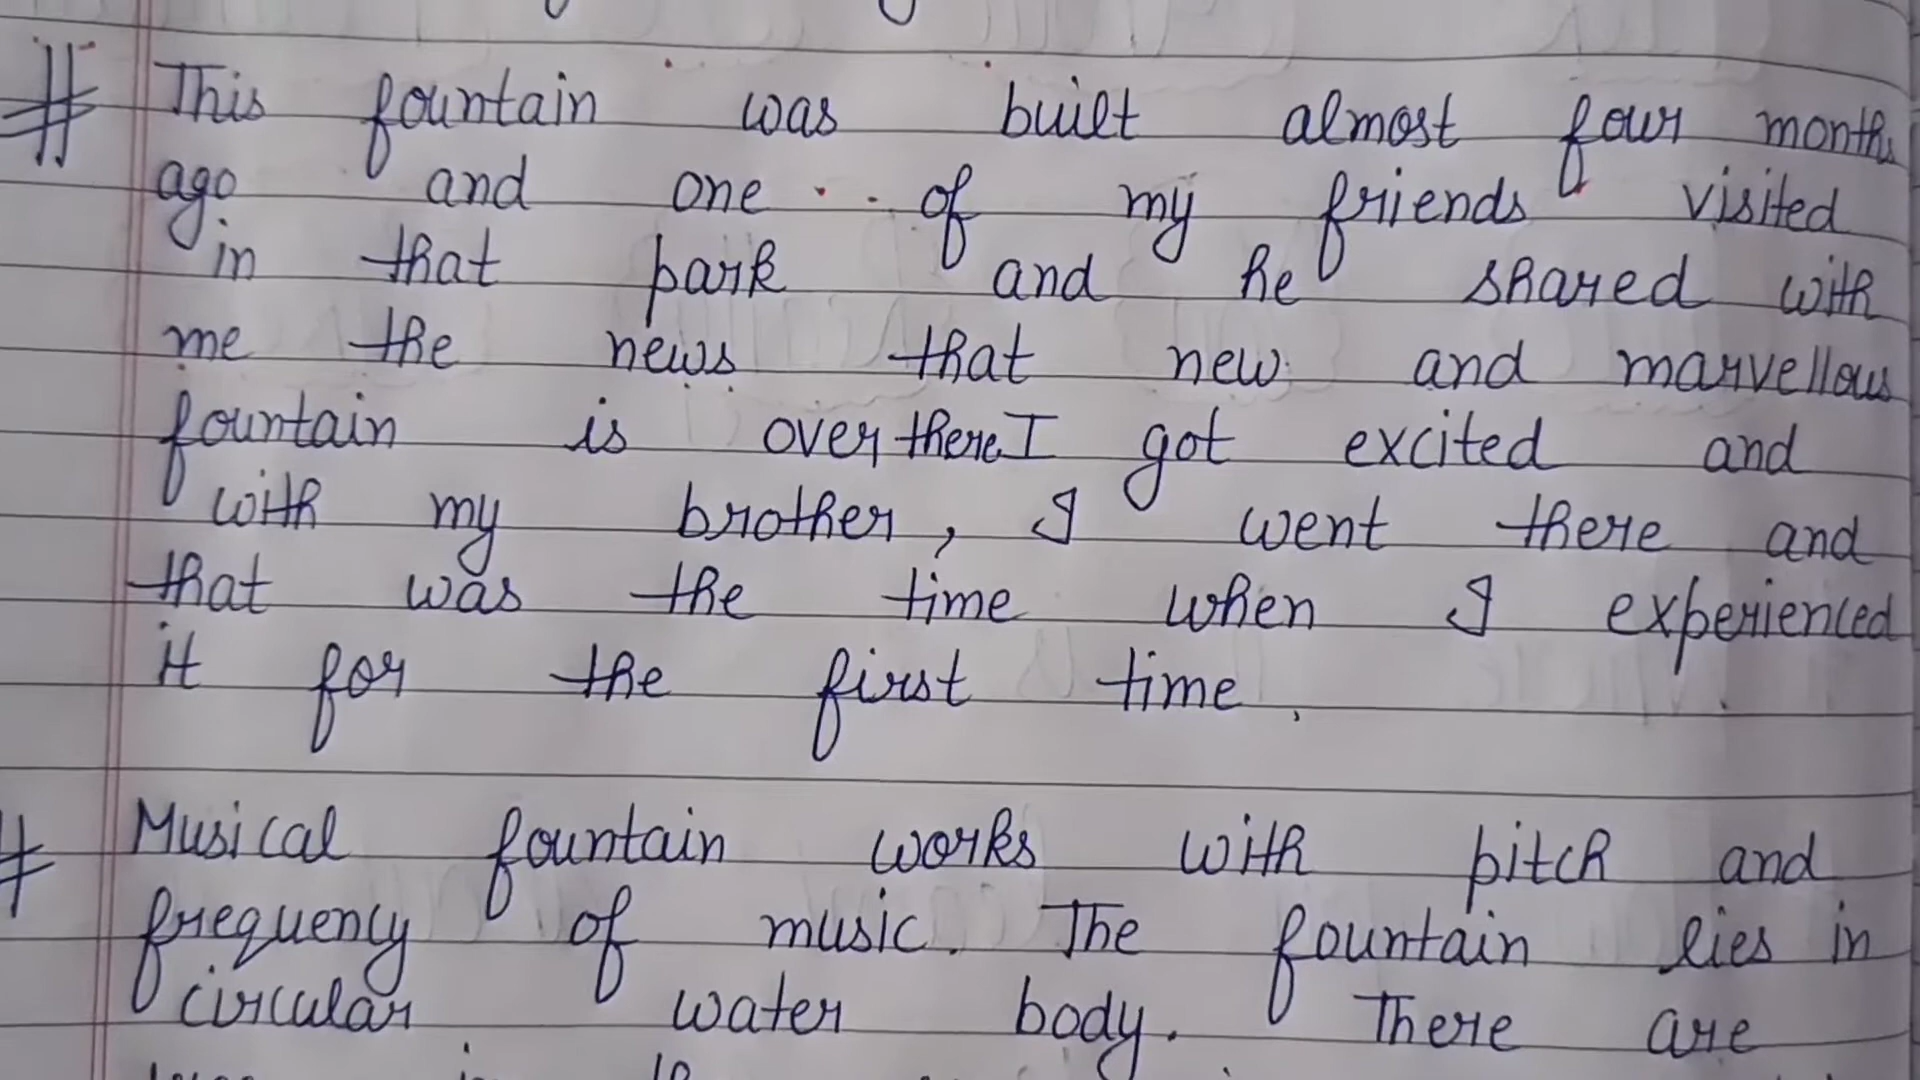 # This fountain was built almost four months
ago and one of my friends visited
in that park and he shared with
me the news that new and marvellous
fountain is over there. I got excited and
with my brother, I went there and
that was the time when I experienced
it for the first time.
# Musical fountain works with pitch and
frequency of music. The fountain lies in
circular water body. There are